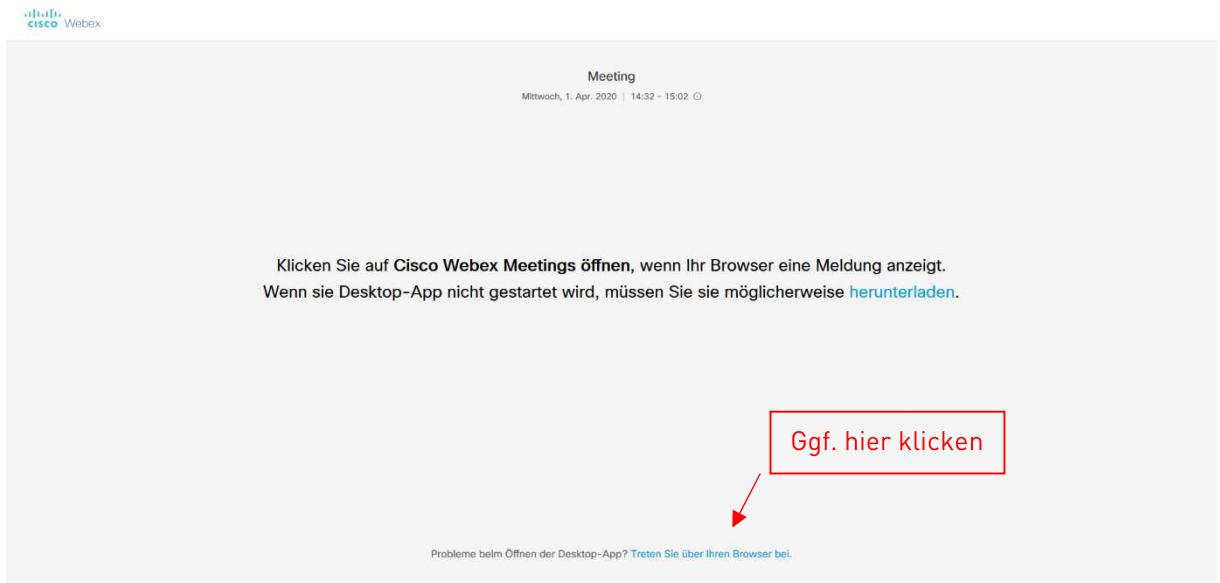 cisco Webex
Meeting
Mittwoch, 1. Apr. 2020 | 14:32 - 15:02
Klicken Sie auf Cisco Webex Meetings öffnen, wenn Ihr Browser eine Meldung anzeigt.
Wenn sie Desktop-App nicht gestartet wird, müssen Sie sie möglicherweise herunterladen.
Ggf. hier klicken
Probleme beim Öffnen der Desktop-App? Treten Sie über Ihren Browser bei.